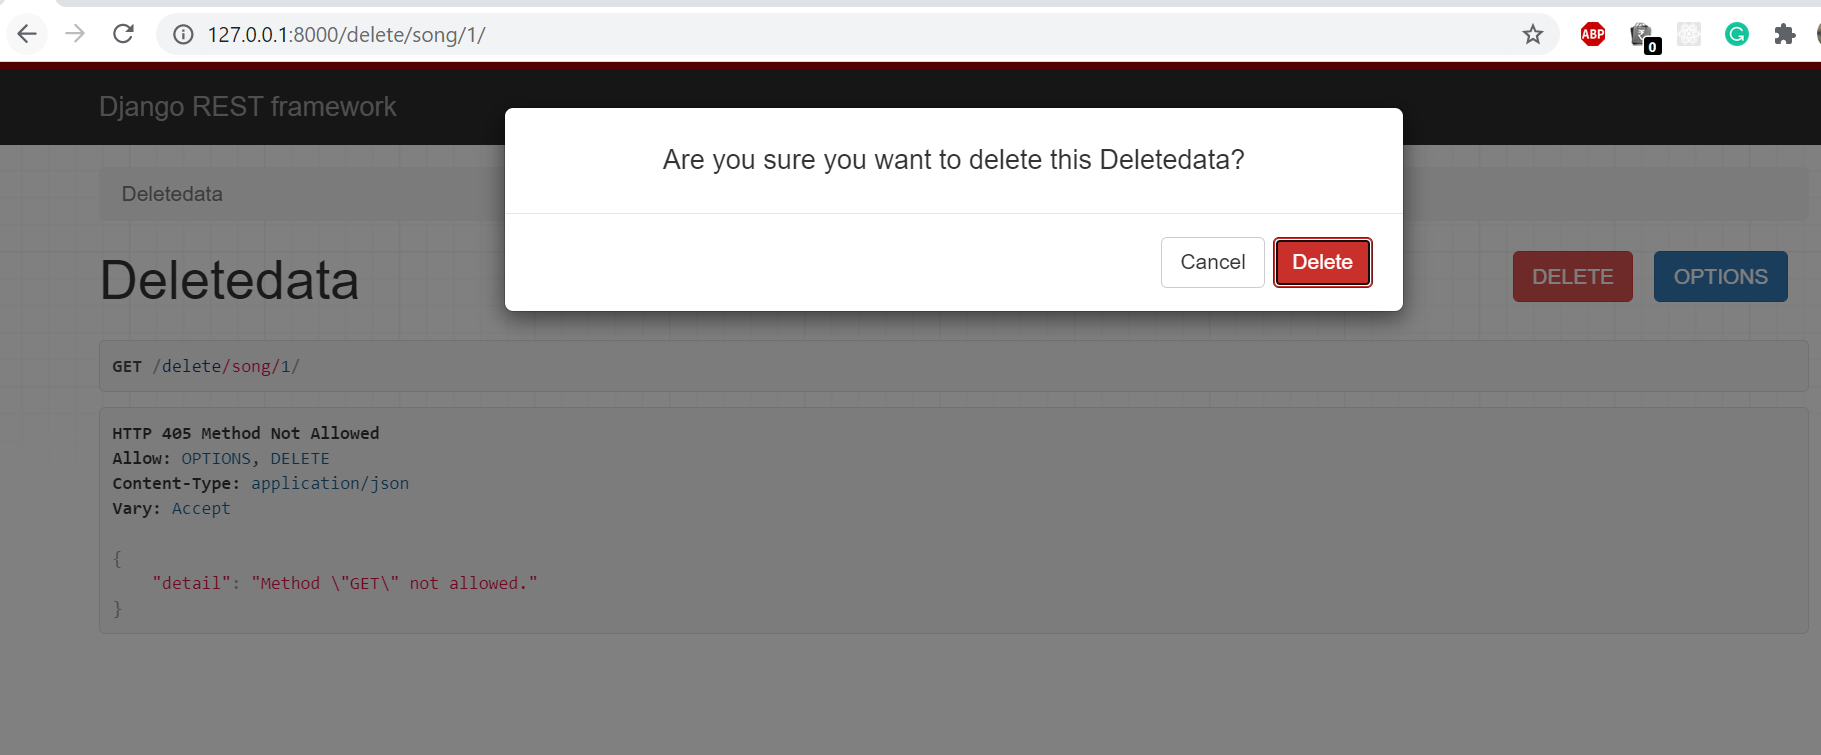 127.0.0.1:8000/delete/song/1/
ABP
0
Django REST framework
Are you sure you want to delete this Deletedata?
Cancel
Delete
Deletedata
Deletedata
DELETE
OPTIONS
GET /delete/song/1/
HTTP 405 Method Not Allowed
Allow: OPTIONS, DELETE
Content-Type: application/json
Vary: Accept
{
"detail": "Method \"GET\" not allowed."
}